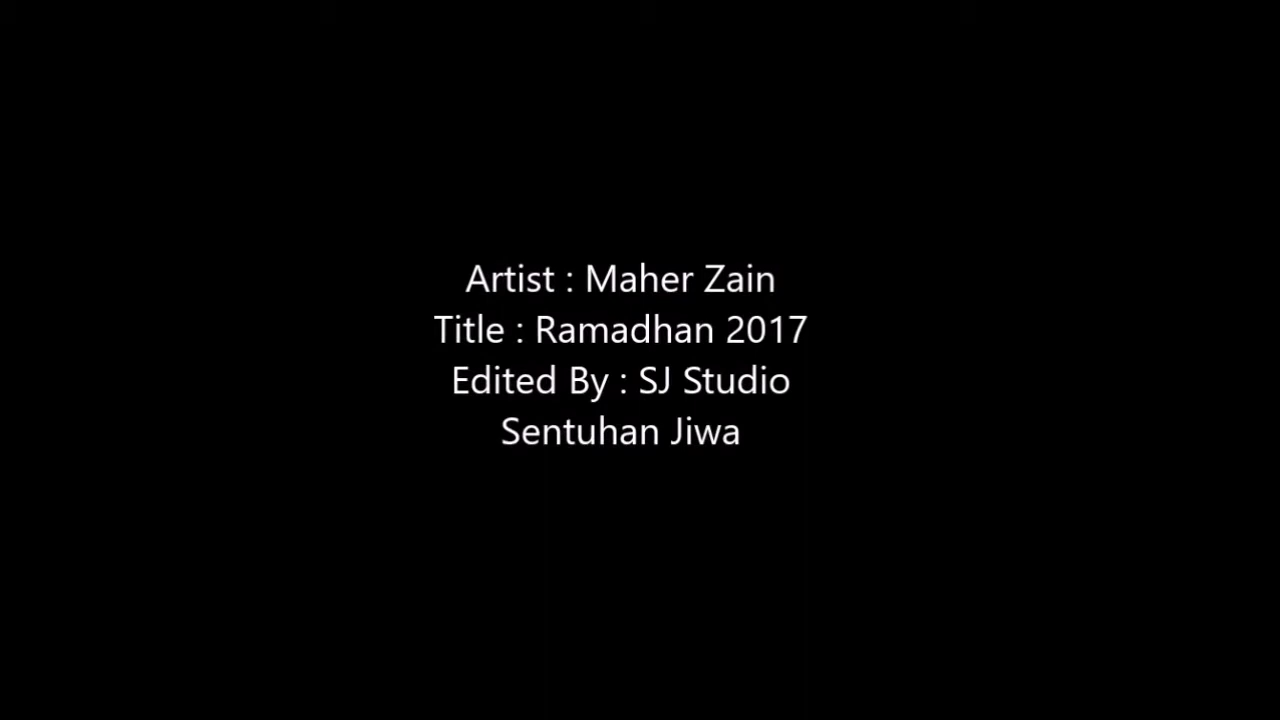 Artist : Maher Zain
Title : Ramadhan 2017
Edited By : SJ Studio
Sentuhan Jiwa